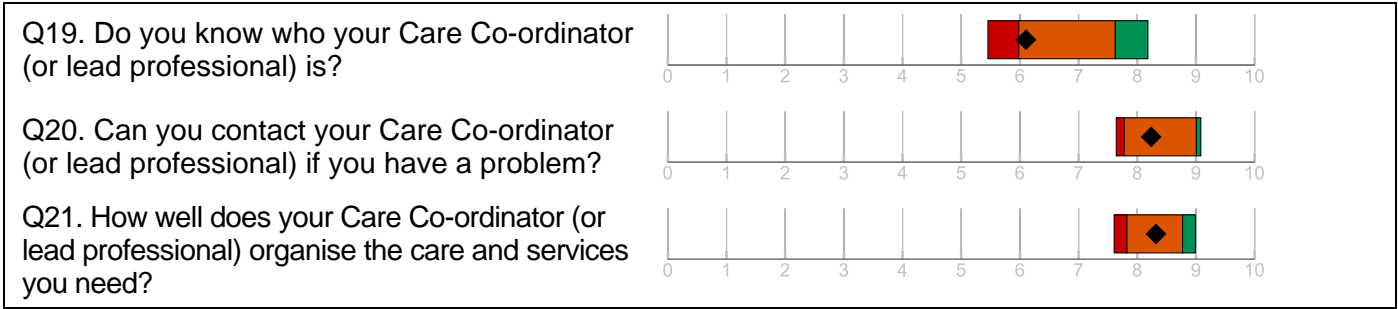 Q19. Do you know who your Care Co-ordinator
(or lead professional) is?
0 1 2 3 4 5 6 7 8 9 10
Q20. Can you contact your Care Co-ordinator
(or lead professional) if you have a problem?
0 1 2 3 4 5 6 7 8 9 10
Q21. How well does your Care Co-ordinator (or
lead professional) organise the care and services
you need?
0 1 2 3 4 5 6 7 8 9 10